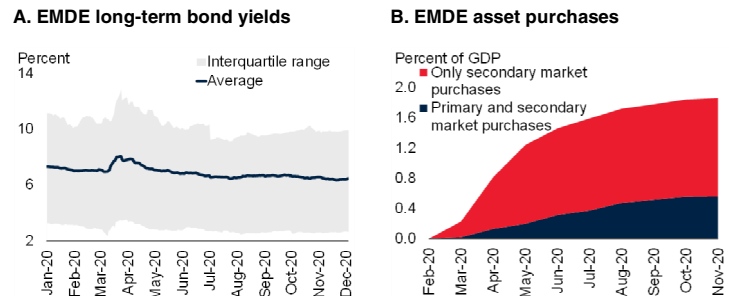 A. EMDE long-term bond yields
Percent
14
Interquartile range
Average
10
6
2
Jan-20
Feb-20
Mar-20
Apr-20
May-20
Jun-20
Jul-20
Aug-20
Sep-20
Oct-20
Nov-20
Dec-20
B. EMDE asset purchases
Percent of GDP
2.0
Only secondary market
purchases
1.6
Primary and secondary
market purchases
1.2
0.8
0.4
0.0
Feb-20
Mar-20
Apr-20
May-20
Jun-20
Jul-20
Aug-20
Sep-20
Oct-20
Nov-20